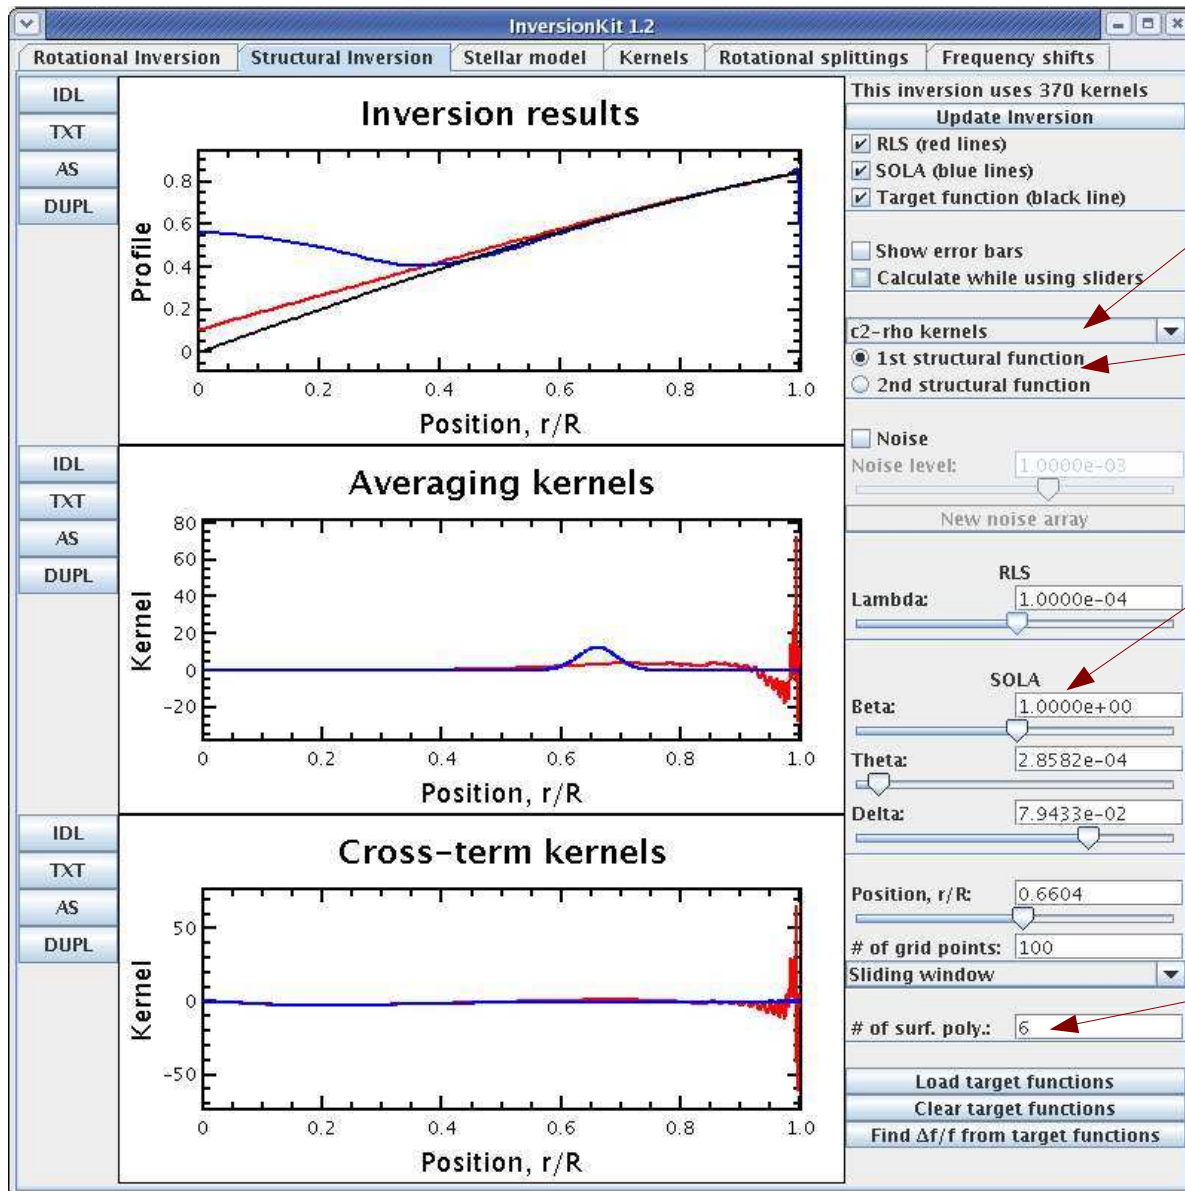 InversionKit 1.2
Rotational Inversion Structural Inversion Stellar model Kernels Rotational splittings Frequency shifts
IDL
TXT
AS
DUPL
Inversion results
Profile
0.8
0.6
0.4
0.2
0
0 0.2 0.4 0.6 0.8 1.0
Position, r/R
IDL
TXT
AS
DUPL
Averaging kernels
Kernel
80
60
40
20
0
-20
0 0.2 0.4 0.6 0.8 1.0
Position, r/R
IDL
TXT
AS
DUPL
Cross-term kernels
Kernel
50
0
-50
0 0.2 0.4 0.6 0.8 1.0
Position, r/R
This inversion uses 370 kernels
Update Inversion
RLS (red lines)
SOLA (blue lines)
Target function (black line)
Show error bars
Calculate while using sliders
c2-rho kernels
1st structural function
2nd structural function
Noise
Noise level: 1.0000e-03
New noise array
RLS
Lambda: 1.0000e-04
SOLA
Beta: 1.0000e+00
Theta: 2.8582e-04
Delta: 7.9433e-02
Position, r/R: 0.6604
# of grid points: 100
Sliding window
# of surf. poly.: 6
Load target functions
Clear target functions
Find Δf/f from target functions